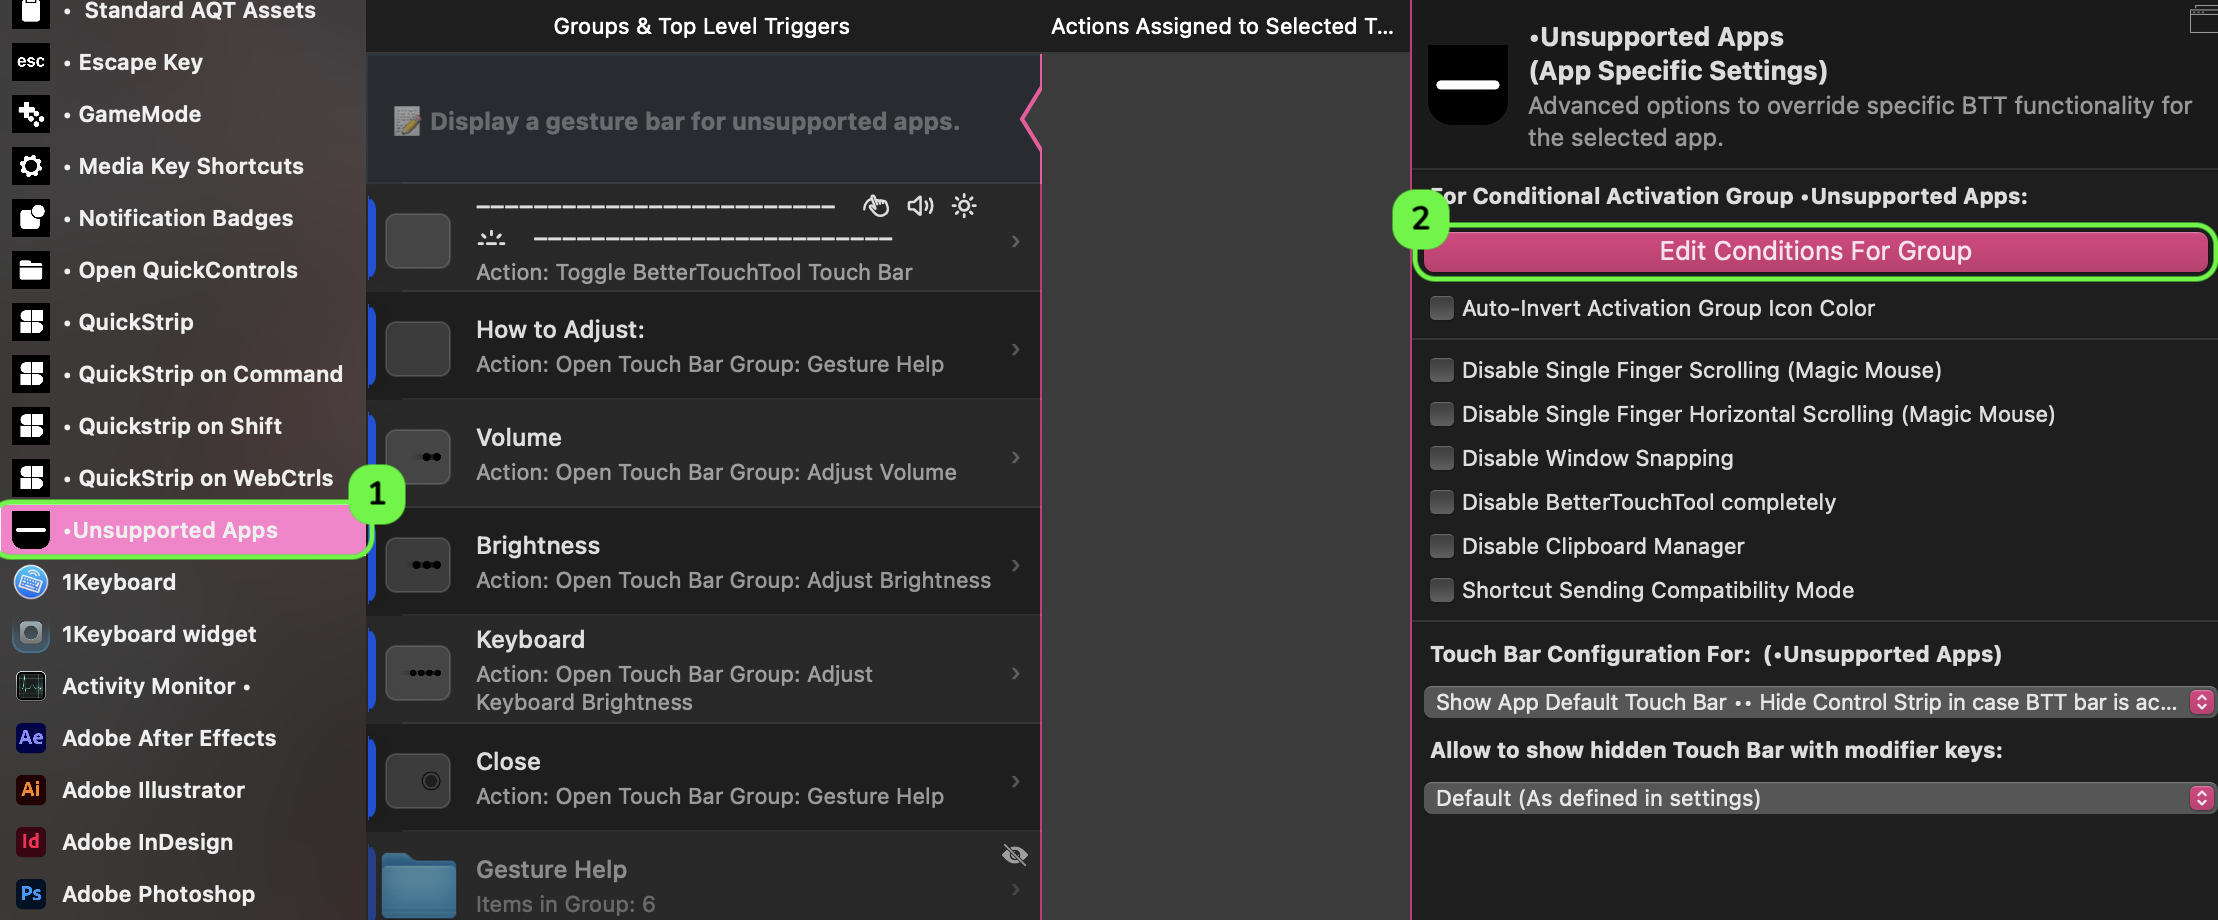 • Standard AQT Assets
esc • Escape Key
• GameMode
• Media Key Shortcuts
• Notification Badges
• Open QuickControls
• QuickStrip
• QuickStrip on Command
• Quickstrip on Shift
• QuickStrip on WebCtrls
1
•Unsupported Apps
1Keyboard
1Keyboard widget
Activity Monitor •
Ae Adobe After Effects
Ai Adobe Illustrator
Id Adobe InDesign
Ps Adobe Photoshop
Groups & Top Level Triggers
Display a gesture bar for unsupported apps.
Action: Toggle BetterTouchTool Touch Bar
How to Adjust:
Action: Open Touch Bar Group: Gesture Help
Volume
Action: Open Touch Bar Group: Adjust Volume
Brightness
Action: Open Touch Bar Group: Adjust Brightness
Keyboard
Action: Open Touch Bar Group: Adjust
Keyboard Brightness
Close
Action: Open Touch Bar Group: Gesture Help
Gesture Help
Items in Group: 6
Actions Assigned to Selected T...
•Unsupported Apps
(App Specific Settings)
Advanced options to override specific BTT functionality for
the selected app.
For Conditional Activation Group •Unsupported Apps:
2
Edit Conditions For Group
Auto-Invert Activation Group Icon Color
Disable Single Finger Scrolling (Magic Mouse)
Disable Single Finger Horizontal Scrolling (Magic Mouse)
Disable Window Snapping
Disable BetterTouchTool completely
Disable Clipboard Manager
Shortcut Sending Compatibility Mode
Touch Bar Configuration For: (•Unsupported Apps)
Show App Default Touch Bar •• Hide Control Strip in case BTT bar is ac...
Allow to show hidden Touch Bar with modifier keys:
Default (As defined in settings)